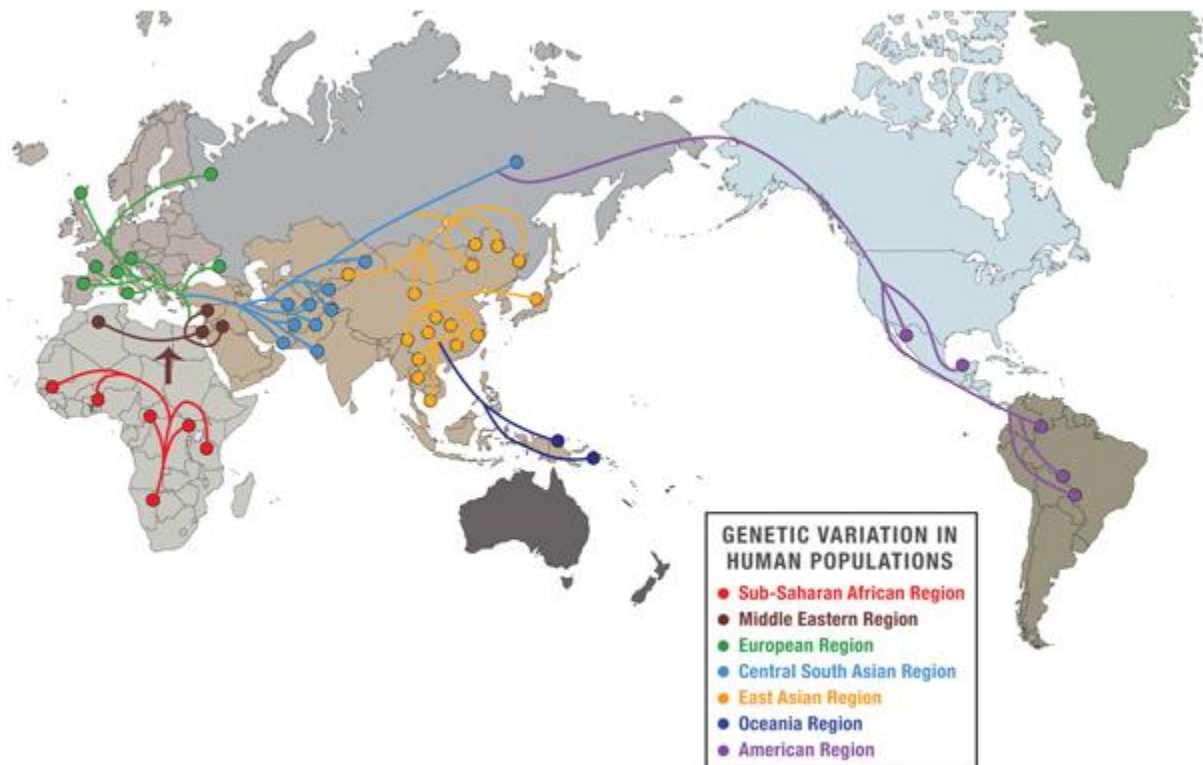 GENETIC VARIATION IN
HUMAN POPULATIONS
Sub-Saharan African Region
Middle Eastern Region
European Region
Central South Asian Region
East Asian Region
Oceania Region
American Region